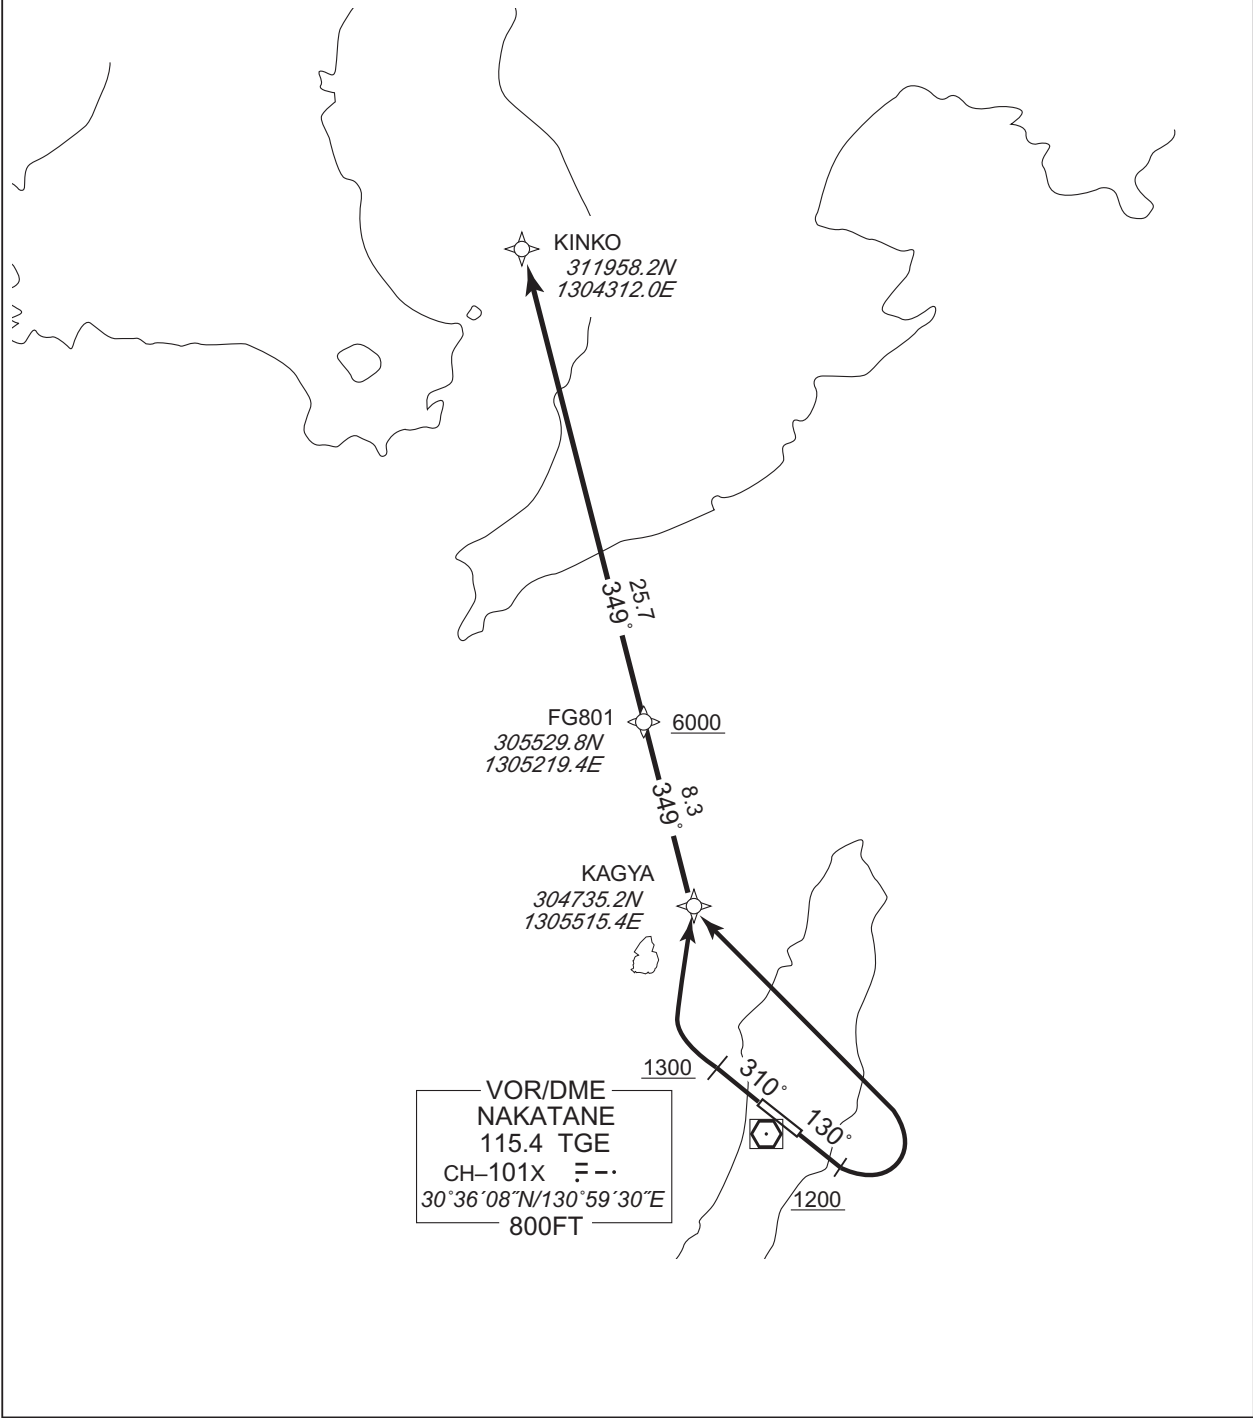 KINKO
311958.2N
1304312.0E
25.7
349°
FG801
6000
305529.8N
1305219.4E
8.3
349°
KAGYA
304735.2N
1305515.4E
1300
310°
130°
1200
VOR/DME
NAKATANE
115.4 TGE
CH–101X
30°36´08˝N/130°59´30˝E
800FT